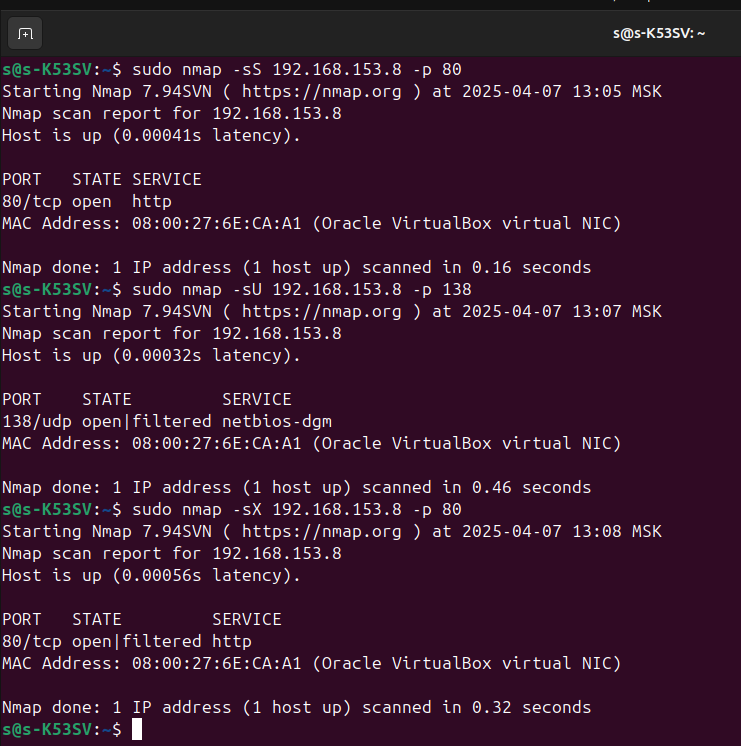 s@s-K53SV: ~
s@s-K53SV:~$ sudo nmap -sS 192.168.153.8 -p 80
Starting Nmap 7.94SVN ( https://nmap.org ) at 2025-04-07 13:05 MSK
Nmap scan report for 192.168.153.8
Host is up (0.00041s latency).
PORT   STATE SERVICE
80/tcp open  http
MAC Address: 08:00:27:6E:CA:A1 (Oracle VirtualBox virtual NIC)
Nmap done: 1 IP address (1 host up) scanned in 0.16 seconds
s@s-K53SV:~$ sudo nmap -sU 192.168.153.8 -p 138
Starting Nmap 7.94SVN ( https://nmap.org ) at 2025-04-07 13:07 MSK
Nmap scan report for 192.168.153.8
Host is up (0.00032s latency).
PORT    STATE         SERVICE
138/udp open|filtered netbios-dgm
MAC Address: 08:00:27:6E:CA:A1 (Oracle VirtualBox virtual NIC)
Nmap done: 1 IP address (1 host up) scanned in 0.46 seconds
s@s-K53SV:~$ sudo nmap -sX 192.168.153.8 -p 80
Starting Nmap 7.94SVN ( https://nmap.org ) at 2025-04-07 13:08 MSK
Nmap scan report for 192.168.153.8
Host is up (0.00056s latency).
PORT   STATE         SERVICE
80/tcp open|filtered http
MAC Address: 08:00:27:6E:CA:A1 (Oracle VirtualBox virtual NIC)
Nmap done: 1 IP address (1 host up) scanned in 0.32 seconds
s@s-K53SV:~$